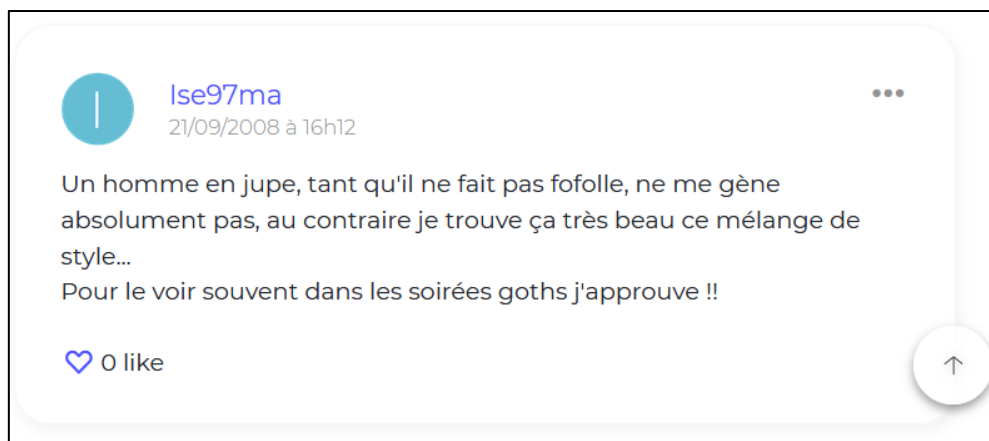 I
Ise97ma
21/09/2008 à 16h12
Un homme en jupe, tant qu'il ne fait pas fofolle, ne me gène
absolument pas, au contraire je trouve ça très beau ce mélange de
style...
Pour le voir souvent dans les soirées goths j'approuve !!
0 like